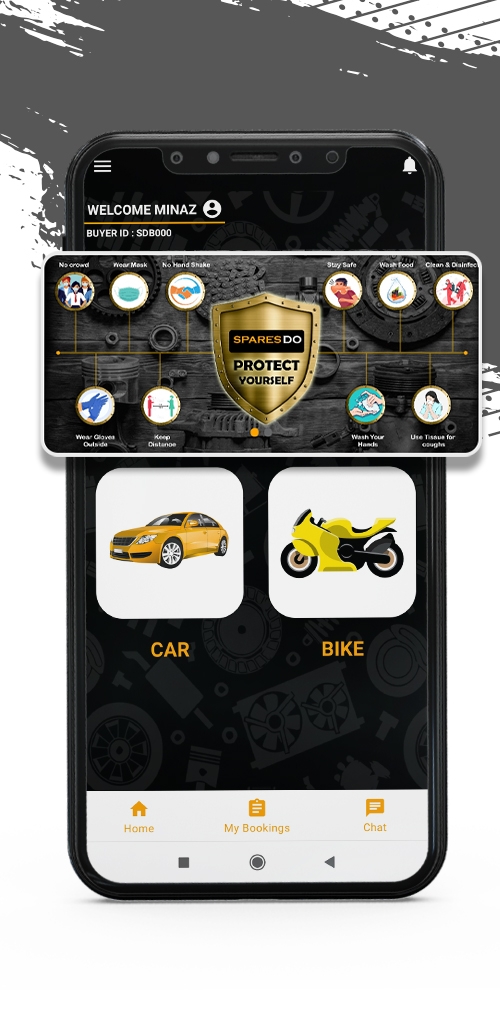 WELCOME MINAZ
BUYER ID : SDB000
No crowd
Wear Mask
No Hand Shake
Stay Safe
Wash Food
Clean & Disinfec
SPARES DO
PROTECT
YOURSELF
Wear Gloves
Outside
Keep
Distance
Wash Your
Hands
Use Tissue for
coughs
CAR
BIKE
Home
My Bookings
Chat